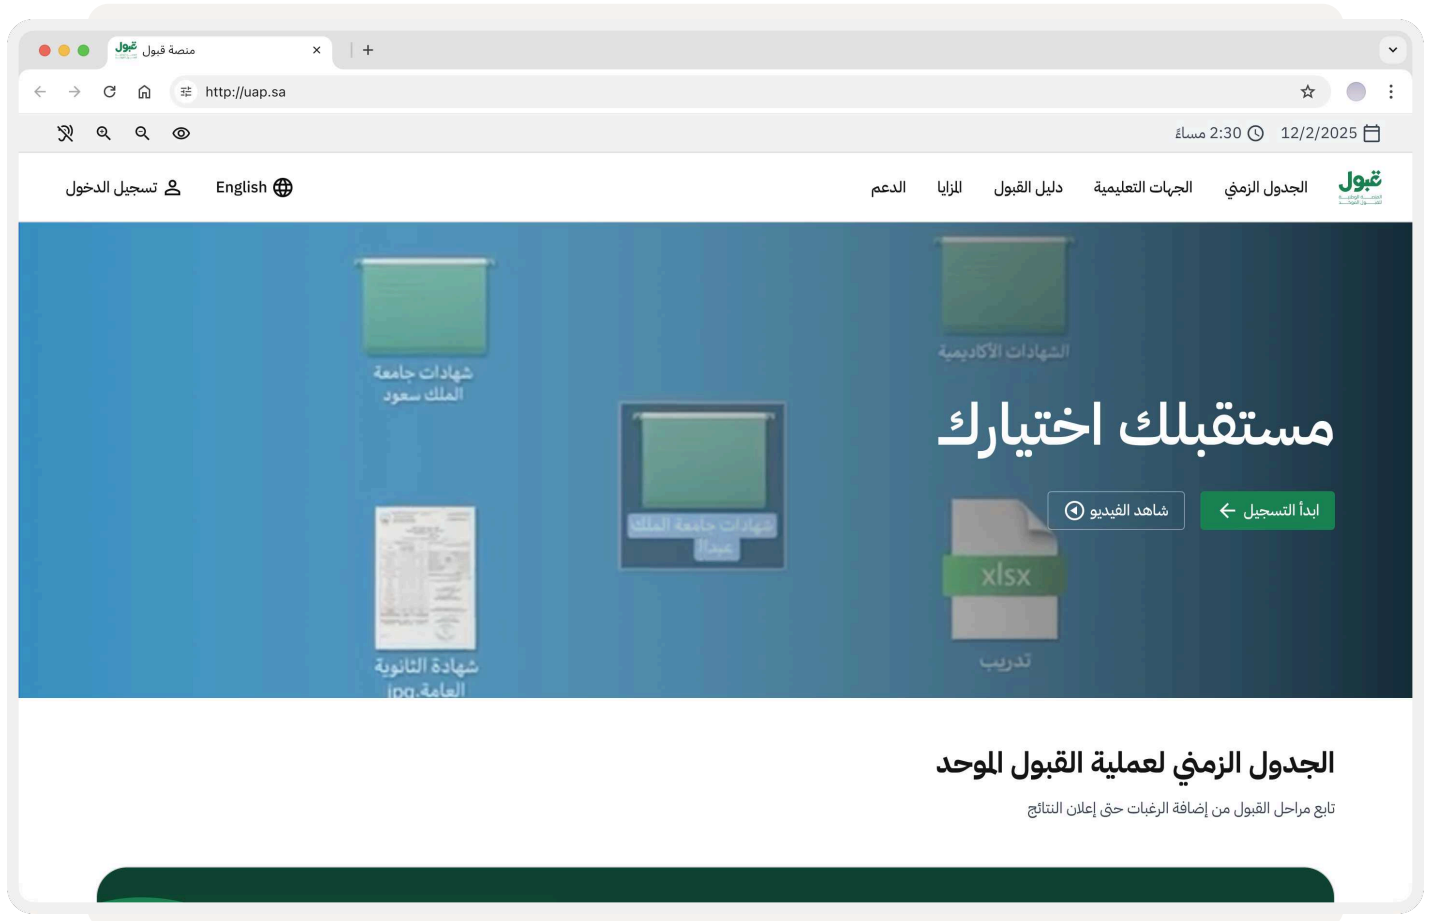 منصة قبول
http://uap.sa
12/2/2025
2:30 مساءً
قبول
الجدول الزمني
الجهات التعليمية
دليل القبول
المزايا
الدعم
English
تسجيل الدخول
الشهادات الأكاديمية
شهادات جامعة
الملك سعود
مستقبلك اختيارك
شهادات جامعة الملك
ابدأ التسجيل
شاهد الفيديو
xlsx
تدريب
شهادة الثانوية
العامة.jpg
الجدول الزمني لعملية القبول الموحد
تابع مراحل القبول من إضافة الرغبات حتى إعلان النتائج